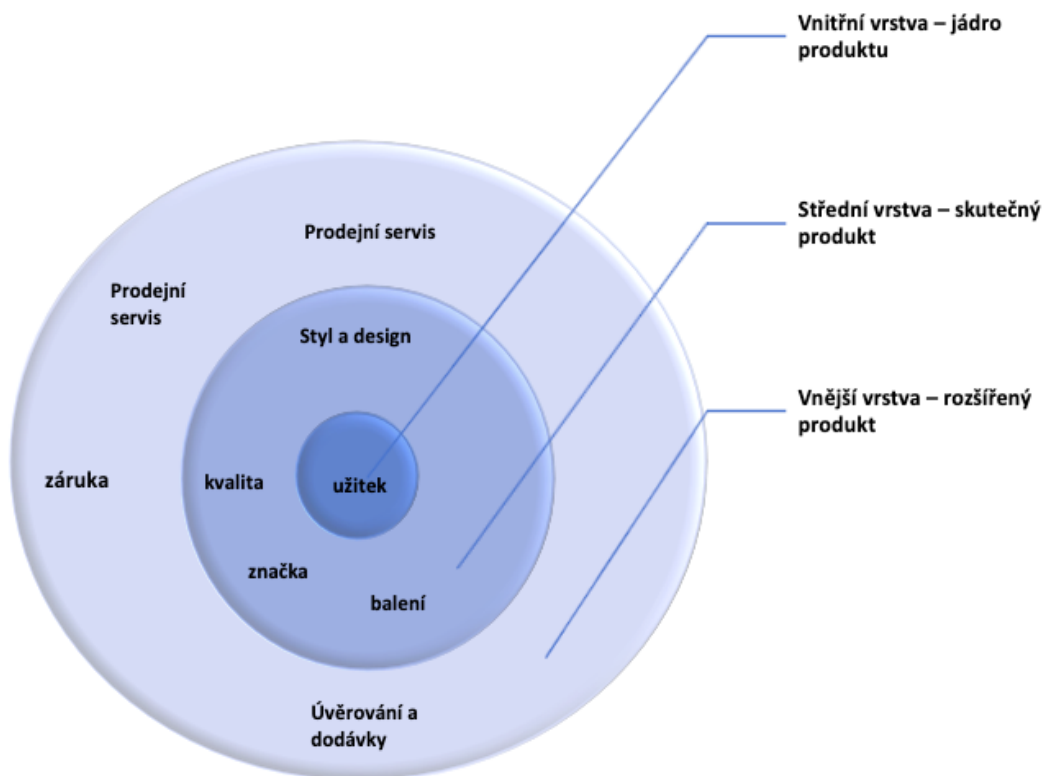 Vnitřní vrstva – jádro
produktu
Střední vrstva – skutečný
produkt
Prodejní servis
Prodejní
servis
Styl a design
Vnější vrstva – rozšířený
produkt
záruka
kvalita
užitek
značka
balení
Úvěrování a
dodávky